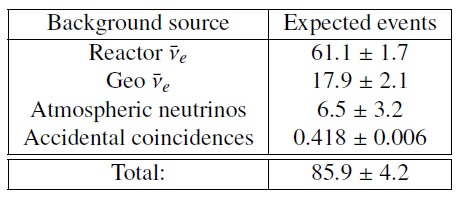 Background source Expected events
Reactor ν̄e 61.1 ± 1.7
Geo ν̄e 17.9 ± 2.1
Atmospheric neutrinos 6.5 ± 3.2
Accidental coincidences 0.418 ± 0.006
Total: 85.9 ± 4.2